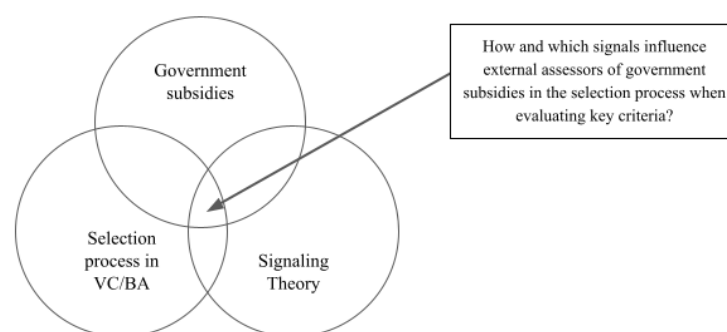 Government
subsidies
How and which signals influence
external assessors of government
subsidies in the selection process when
evaluating key criteria?
Selection
process in
VC/BA
Signaling
Theory